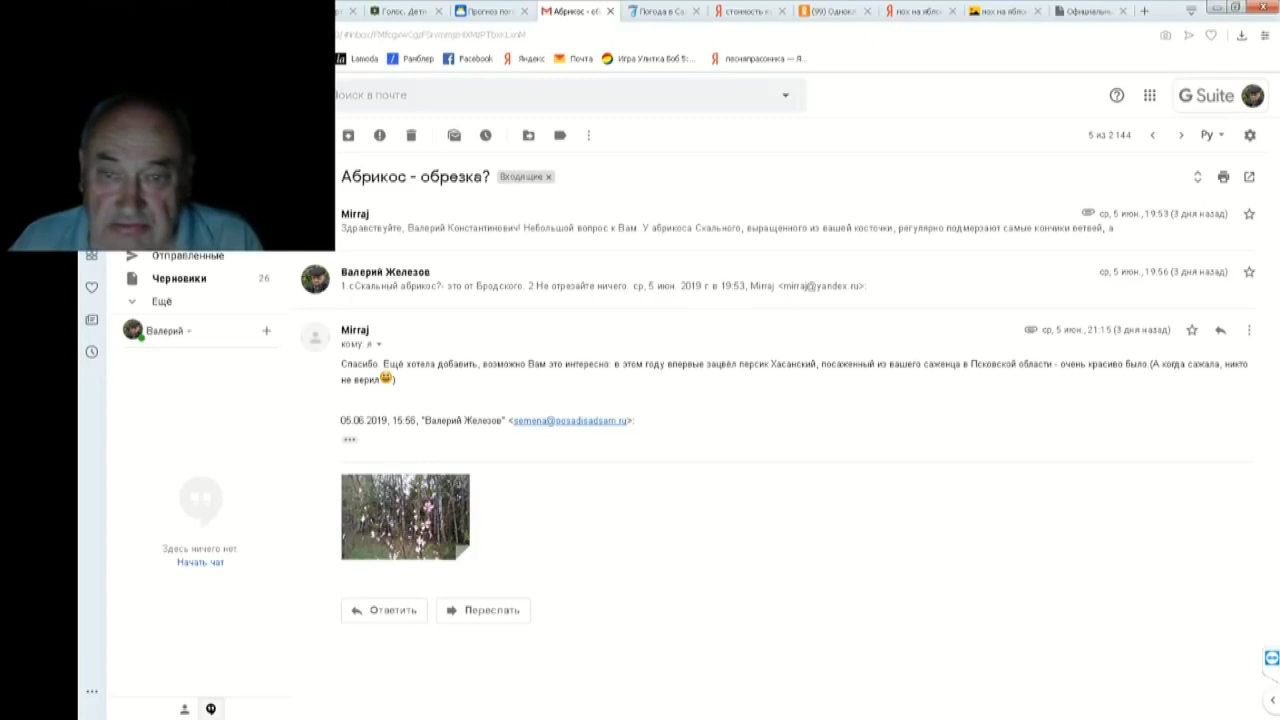 Голос. Дети
Прогноз пог
Абрикос - об
Погода в Са
стоимость к
(99) Однокл
мох на ябло
мох на ябло
Официальн
Lamoda
Рамблер
Facebook
Яндекс
Почта
Игра Улитка Боб 5:...
песняпрасоника — Я...
оиск в почте
G Suite
5 из 2 144
Ру
Абрикос - обрезка?
Входящие x
Mirraj
ср, 5 июн., 19:53 (3 дня назад)
Здравствуйте, Валерий Константинович! Небольшой вопрос к Вам. У абрикоса Скального, выращенного из вашей косточки, регулярно подмерзают самые кончики ветвей, а
Отправленные
Черновики 26
Ещё
Валерий Железов
ср, 5 июн., 19:56 (3 дня назад)
1.сСкальный абрикос?- это от Бродского. 2.Не отрезайте ничего. ср, 5 июн. 2019 г. в 19:53, Mirraj <mirraj@yandex.ru>:
Валерий
Mirraj
ср, 5 июн., 21:15 (3 дня назад)
кому: я
Спасибо. Ещё хотела добавить, возможно Вам это интересно: в этом году впервые зацвёл персик Хасанский, посаженный из вашего саженца в Псковской области - очень красиво было.(А когда сажала, никто
не верил😀)
05.06.2019, 15:56, "Валерий Железов" <semena@posadisadsam.ru>:
Здесь ничего нет
Начать чат
Ответить
Переслать